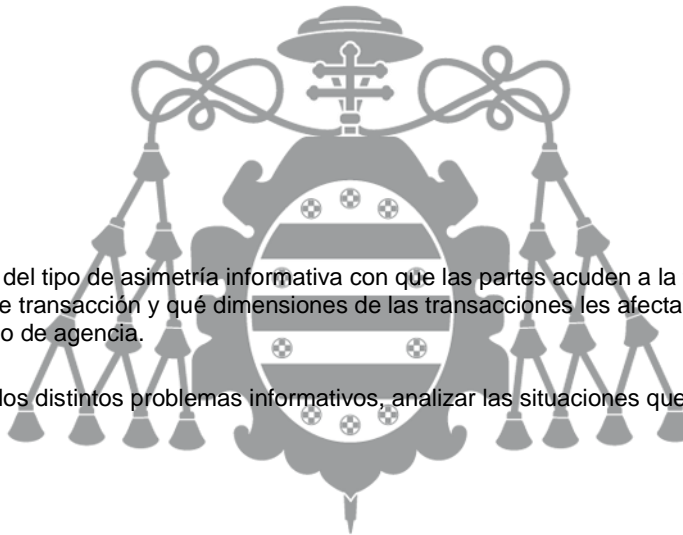 del tipo de asimetría informativa con que las partes acuden a la
e transacción y qué dimensiones de las transacciones les afecta
o de agencia.
los distintos problemas informativos, analizar las situaciones que